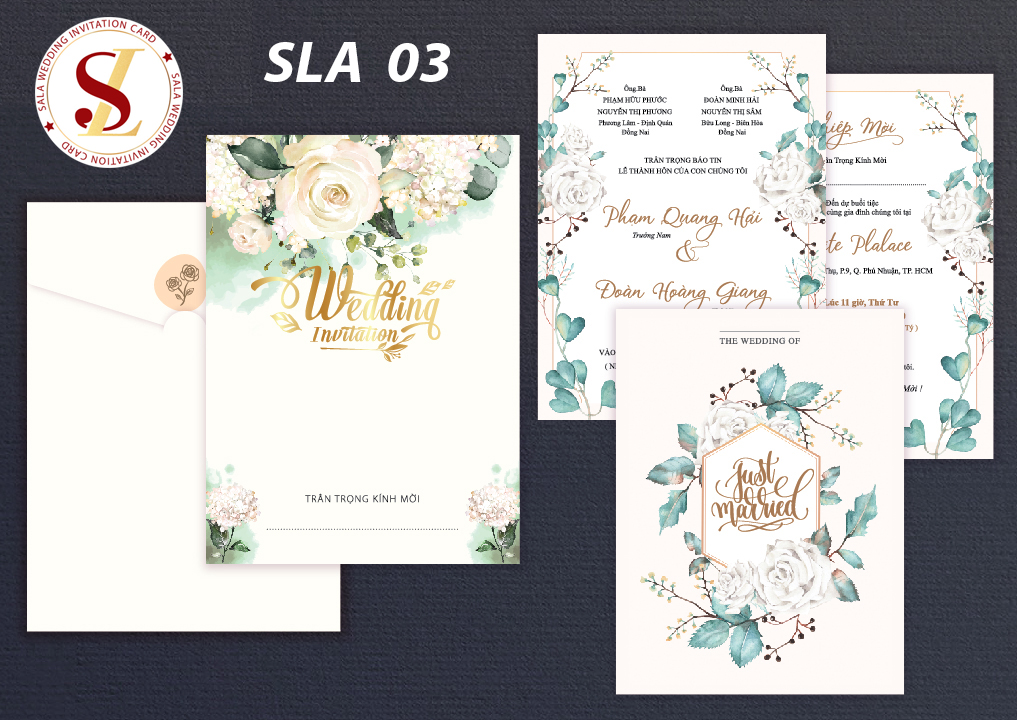 SALA WEDDING INVITATION CARD
SALA WEDDING INVITATION CARD
SL
SLA 03
Wedding
Invitation
TRÂN TRỌNG KÍNH MỜI
Ông.Bà
PHẠM HỮU PHƯỚC
NGUYỄN THỊ PHƯƠNG
Phương Lâm - Định Quán
Đồng Nai
Ông.Bà
ĐOÀN MINH HẢI
NGUYỄN THỊ SÂM
Bửu Long - Biên Hòa
Đồng Nai
TRÂN TRỌNG BÁO TIN
LỄ THÀNH HÔN CỦA CON CHÚNG TÔI
Phạm Quang Hải
Trưởng Nam
&
Đoàn Hoàng Giang
VÀO
Mời
Trọng Kính Mời
Đến dự buổi tiệc
cùng gia đình chúng tôi tại
Plalace
P.9, Q. Phú Nhuận, TP. HCM
Lúc 11 giờ, Thứ Tư
Tý )
Mời !
THE WEDDING OF
just
married